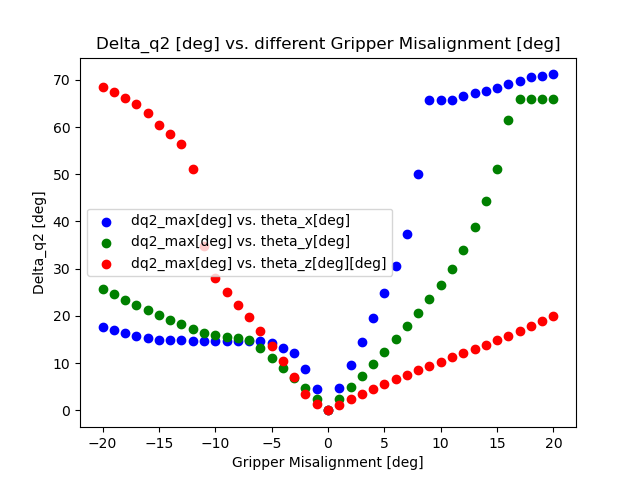 Delta_q2 [deg] vs. different Gripper Misalignment [deg]
Delta_q2 [deg]
70
60
50
40
30
20
10
0
dq2_max[deg] vs. theta_x[deg]
dq2_max[deg] vs. theta_y[deg]
dq2_max[deg] vs. theta_z[deg][deg]
−20 −15 −10 −5 0 5 10 15 20
Gripper Misalignment [deg]